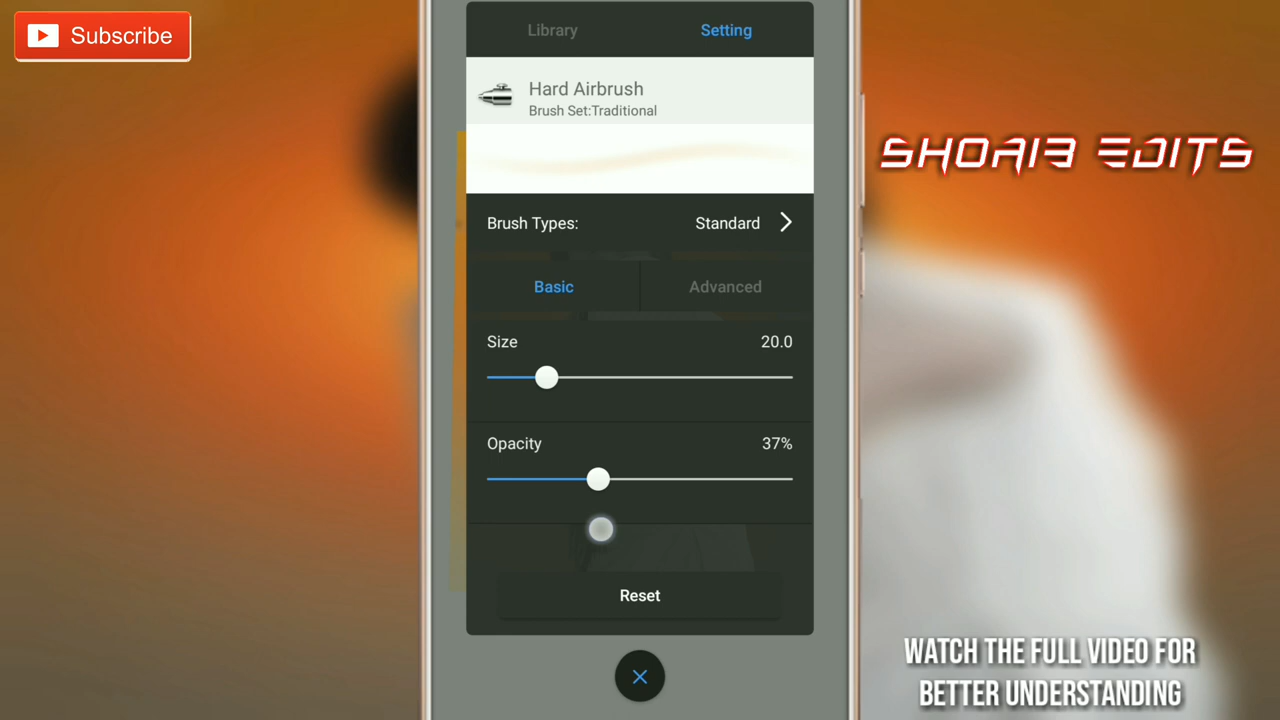 Subscribe
Library
Setting
Hard Airbrush
Brush Set:Traditional
SHOAIB EDITS
Brush Types:
Standard
Basic
Advanced
Size
20.0
Opacity
37%
Reset
WATCH THE FULL VIDEO FOR
BETTER UNDERSTANDING